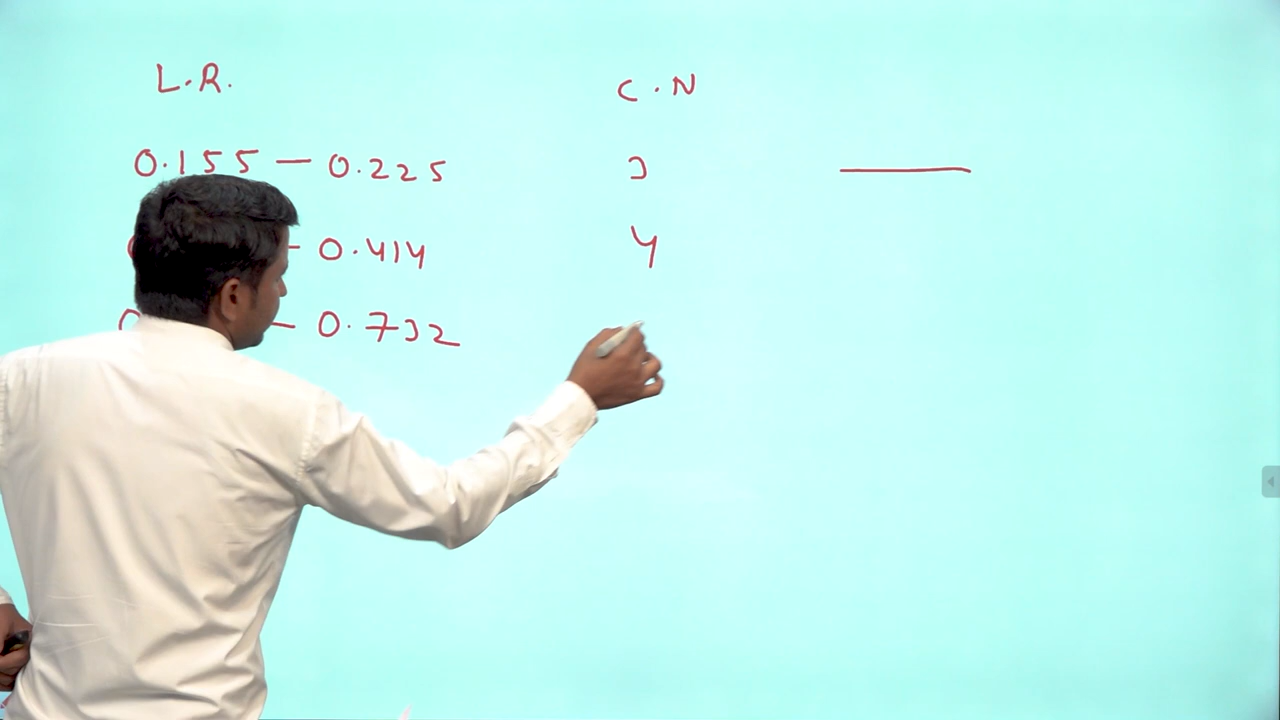 L.R. C.N
0.155 — 0.225 3 ———
— 0.414 4
— 0.732